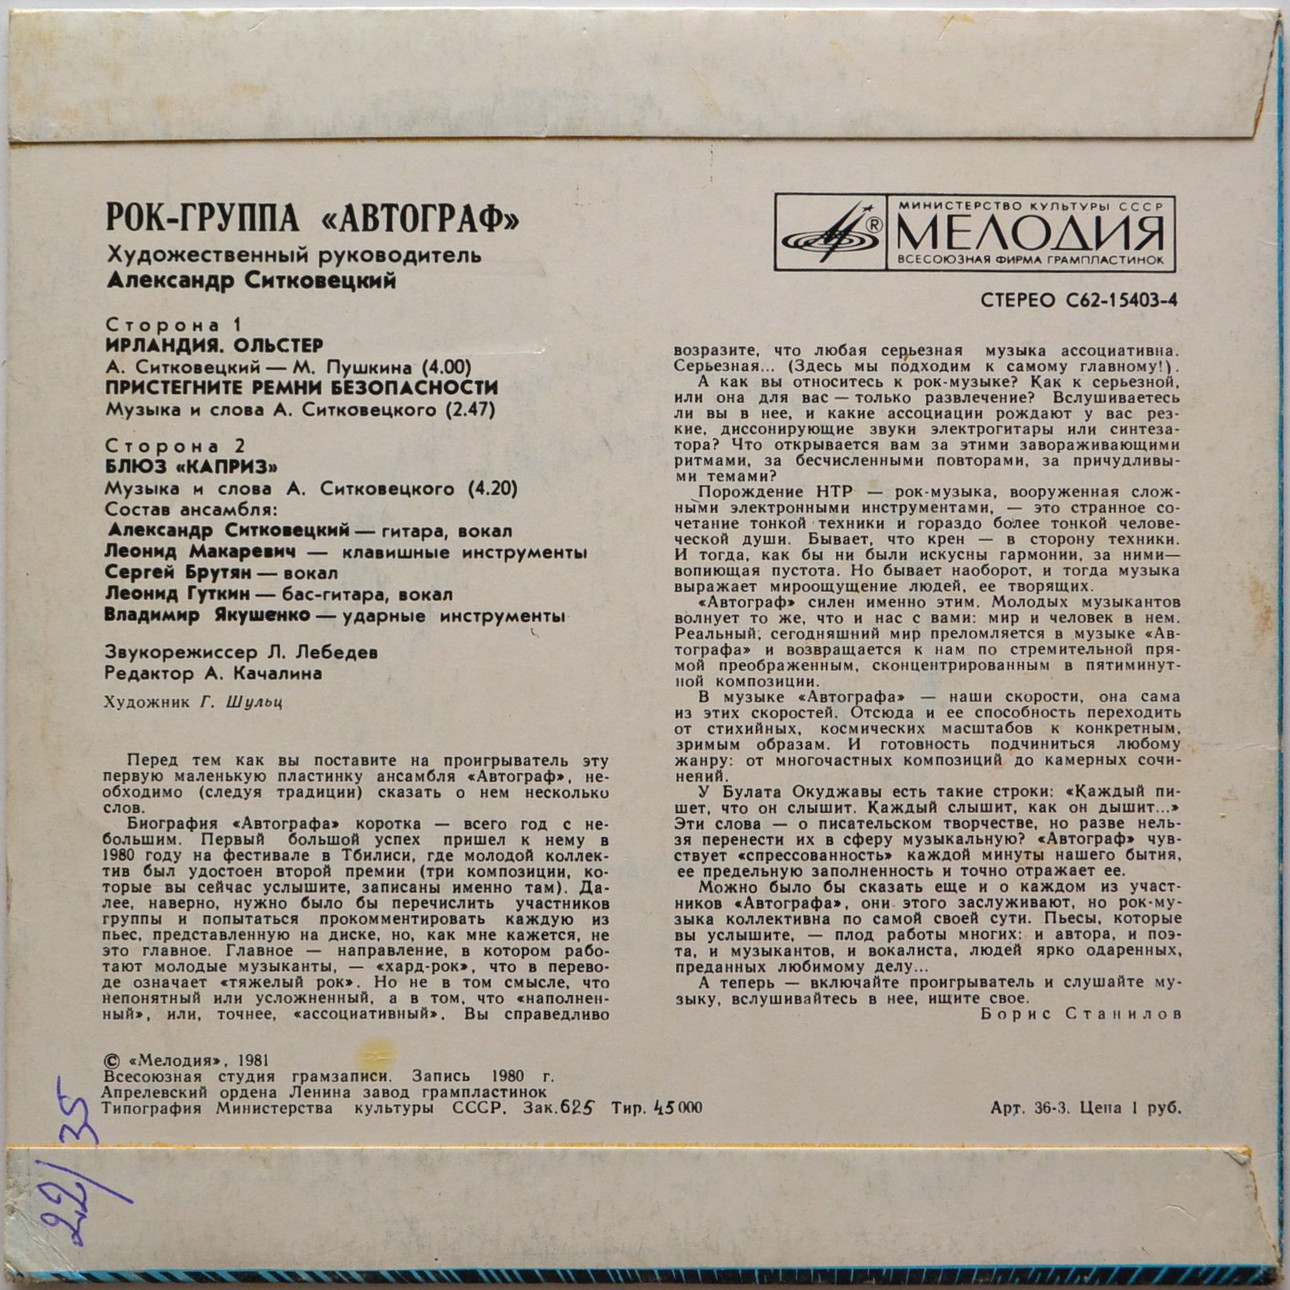 РОК-ГРУППА «АВТОГРАФ»
Художественный руководитель
Александр Ситковецкий
Сторона 1
ИРЛАНДИЯ. ОЛЬСТЕР
А. Ситковецкий — М. Пушкина (4.00)
ПРИСТЕГНИТЕ РЕМНИ БЕЗОПАСНОСТИ
Музыка и слова А. Ситковецкого (2.47)
Сторона 2
БЛЮЗ «КАПРИЗ»
Музыка и слова А. Ситковецкого (4.20)
Состав ансамбля:
Александр Ситковецкий — гитара, вокал
Леонид Макаревич — клавишные инструменты
Сергей Брутян — вокал
Леонид Гуткин — бас-гитара, вокал
Владимир Якушенко — ударные инструменты
Звукорежиссер Л. Лебедев
Редактор А. Качалина
Художник Г. Шульц
Перед тем как вы поставите на проигрыватель эту
первую маленькую пластинку ансамбля «Автограф», не-
обходимо (следуя традиции) сказать о нем несколько
слов.
Биография «Автографа» коротка — всего год с не-
большим. Первый большой успех пришел к нему в
1980 году на фестивале в Тбилиси, где молодой коллек-
тив был удостоен второй премии (три композиции, ко-
торые вы сейчас услышите, записаны именно там). Да-
лее, наверно, нужно было бы перечислить участников
группы и попытаться прокомментировать каждую из
пьес, представленную на диске, но, как мне кажется, не
это главное. Главное — направление, в котором рабо-
тают молодые музыканты, — «хард-рок», что в перево-
де означает «тяжелый рок». Но не в том смысле, что
непонятный или усложненный, а в том, что «наполнен-
ный», или, точнее, «ассоциативный». Вы справедливо
МИНИСТЕРСТВО КУЛЬТУРЫ СССР
® МЕЛОДИЯ
ВСЕСОЮЗНАЯ ФИРМА ГРАМПЛАСТИНОК
СТЕРЕО С62-15403-4
возразите, что любая серьезная музыка ассоциативна.
Серьезная... (Здесь мы подходим к самому главному!).
А как вы относитесь к рок-музыке? Как к серьезной,
или она для вас — только развлечение? Вслушиваетесь
ли вы в нее, и какие ассоциации рождают у вас рез-
кие, диссонирующие звуки электрогитары или синтеза-
тора? Что открывается вам за этими завораживающими
ритмами, за бесчисленными повторами, за причудливы-
ми темами?
Порождение НТР — рок-музыка, вооруженная слож-
ными электронными инструментами, — это странное со-
четание тонкой техники и гораздо более тонкой челове-
ческой души. Бывает, что крен — в сторону техники.
И тогда, как бы ни были искусны гармонии, за ними—
вопиющая пустота. Но бывает наоборот, и тогда музыка
выражает мироощущение людей, ее творящих.
«Автограф» силен именно этим. Молодых музыкантов
волнует то же, что и нас с вами: мир и человек в нем.
Реальный, сегодняшний мир преломляется в музыке «Ав-
тографа» и возвращается к нам по стремительной пря-
мой преображенным, сконцентрированным в пятиминут-
ной композиции.
В музыке «Автографа» — наши скорости, она сама
из этих скоростей. Отсюда и ее способность переходить
от стихийных, космических масштабов к конкретным,
зримым образам. И готовность подчиниться любому
жанру: от многочастных композиций до камерных сочи-
нений.
У Булата Окуджавы есть такие строки: «Каждый пи-
шет, что он слышит. Каждый слышит, как он дышит...»
Эти слова — о писательском творчестве, но разве нель-
зя перенести их в сферу музыкальную? «Автограф» чув-
ствует «спрессованность» каждой минуты нашего бытия,
ее предельную заполненность и точно отражает ее.
Можно было бы сказать еще и о каждом из участ-
ников «Автографа», они этого заслуживают, но рок-му-
зыка коллективна по самой своей сути. Пьесы, которые
вы услышите, — плод работы многих: и автора, и поэ-
та, и музыкантов, и вокалиста, людей ярко одаренных,
преданных любимому делу...
А теперь — включайте проигрыватель и слушайте му-
зыку, вслушивайтесь в нее, ищите свое.
Борис Станилов
© «Мелодия», 1981
Всесоюзная студия грамзаписи. Запись 1980 г.
Апрелевский ордена Ленина завод грампластинок
Типография Министерства культуры СССР. Зак. 625 Тир. 45000
Арт. 36-3. Цена 1 руб.
22/35